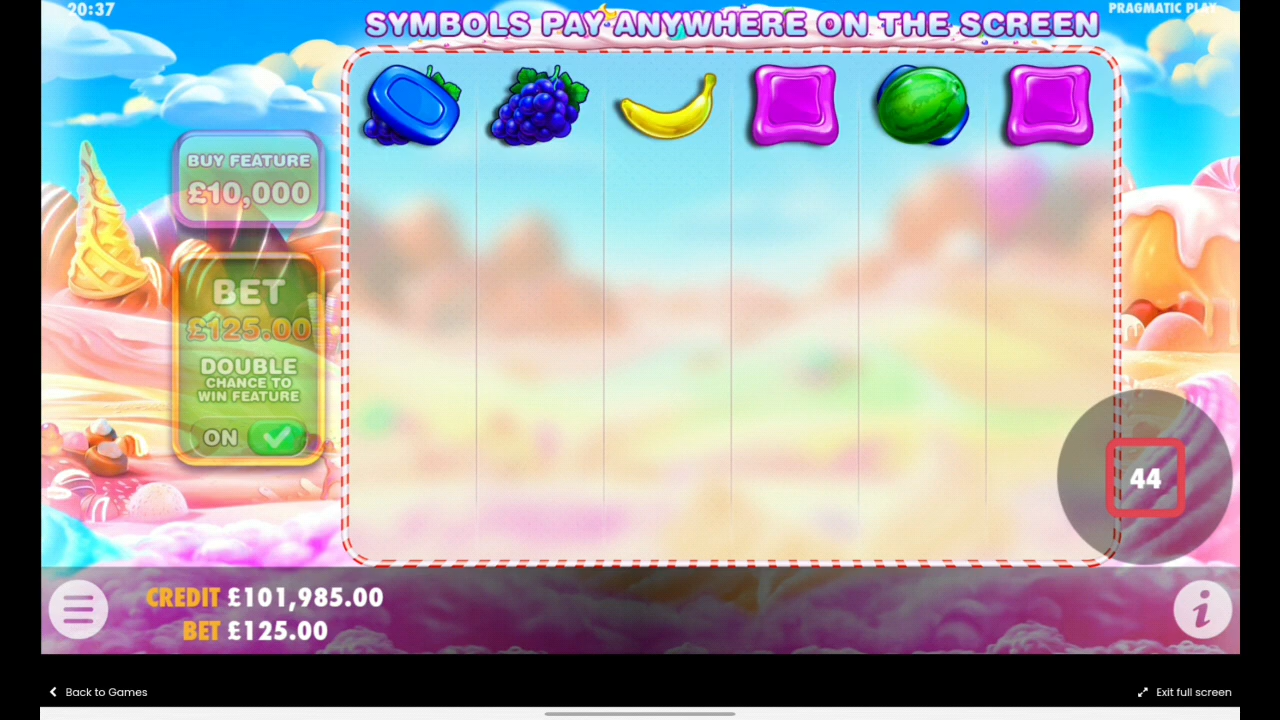 20:37
PRAGMATIC PLAY
SYMBOLS PAY ANYWHERE ON THE SCREEN
BUY FEATURE
£10,000
BET
£125.00
DOUBLE
CHANCE TO
WIN FEATURE
ON
44
CREDIT £101,985.00
BET £125.00
i
Back to Games
Exit full screen